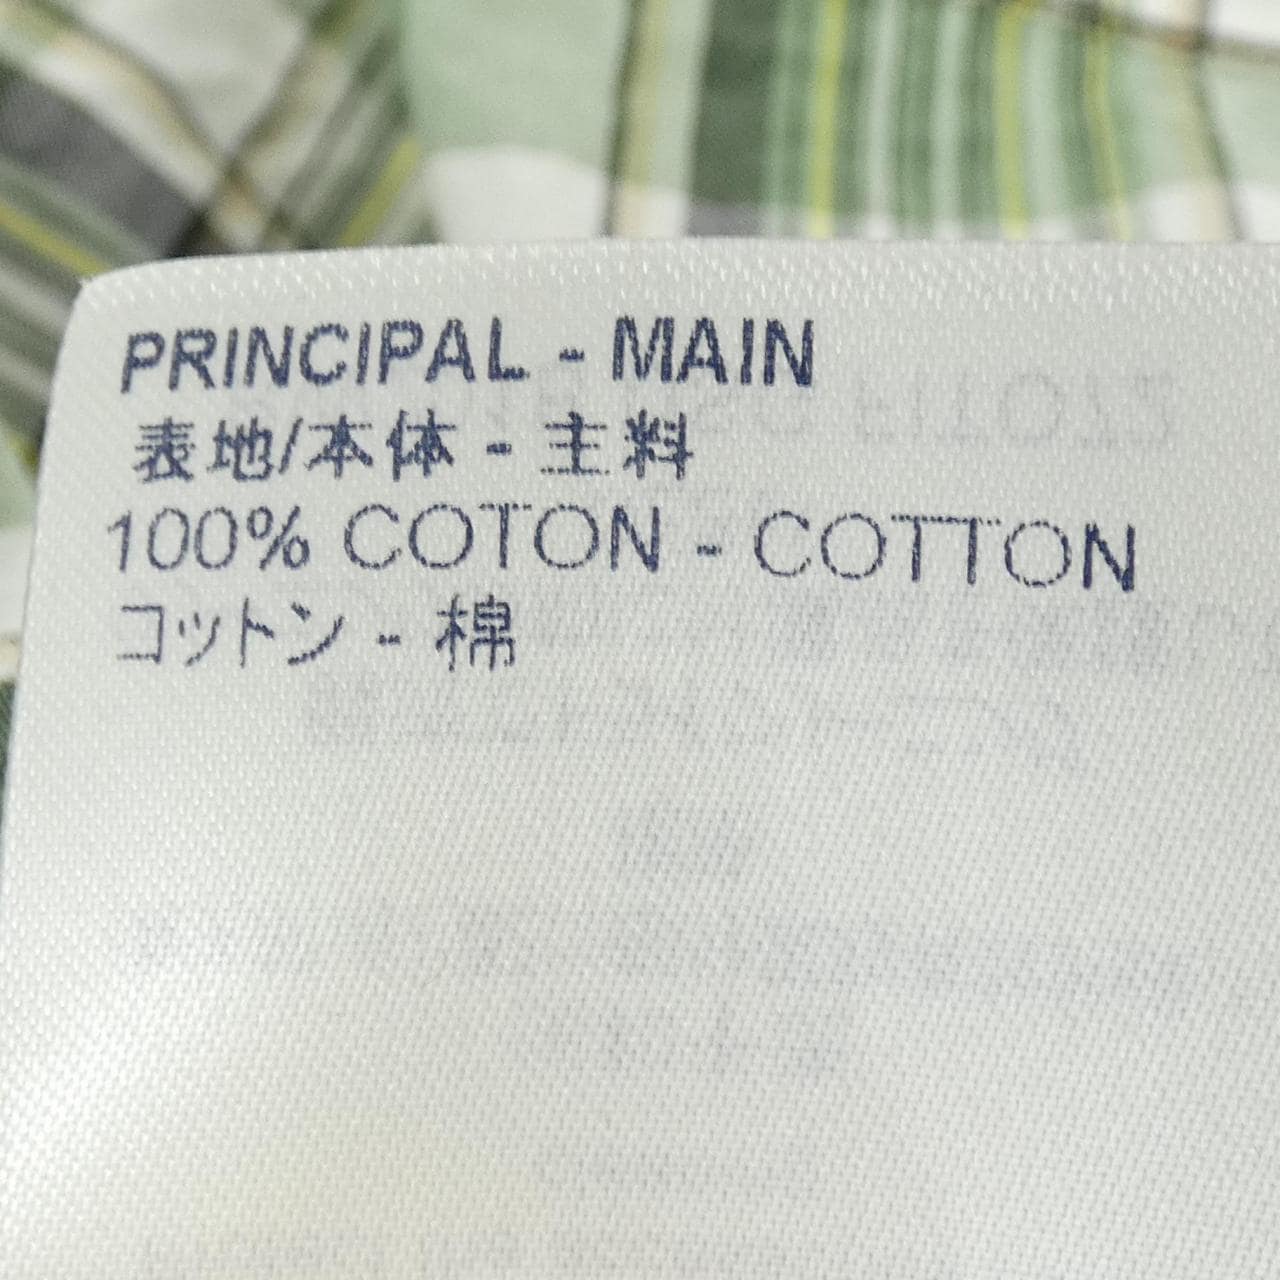 PRINCIPAL - MAIN
表地/本体 - 主料
100% COTON - COTTON
コットン - 棉